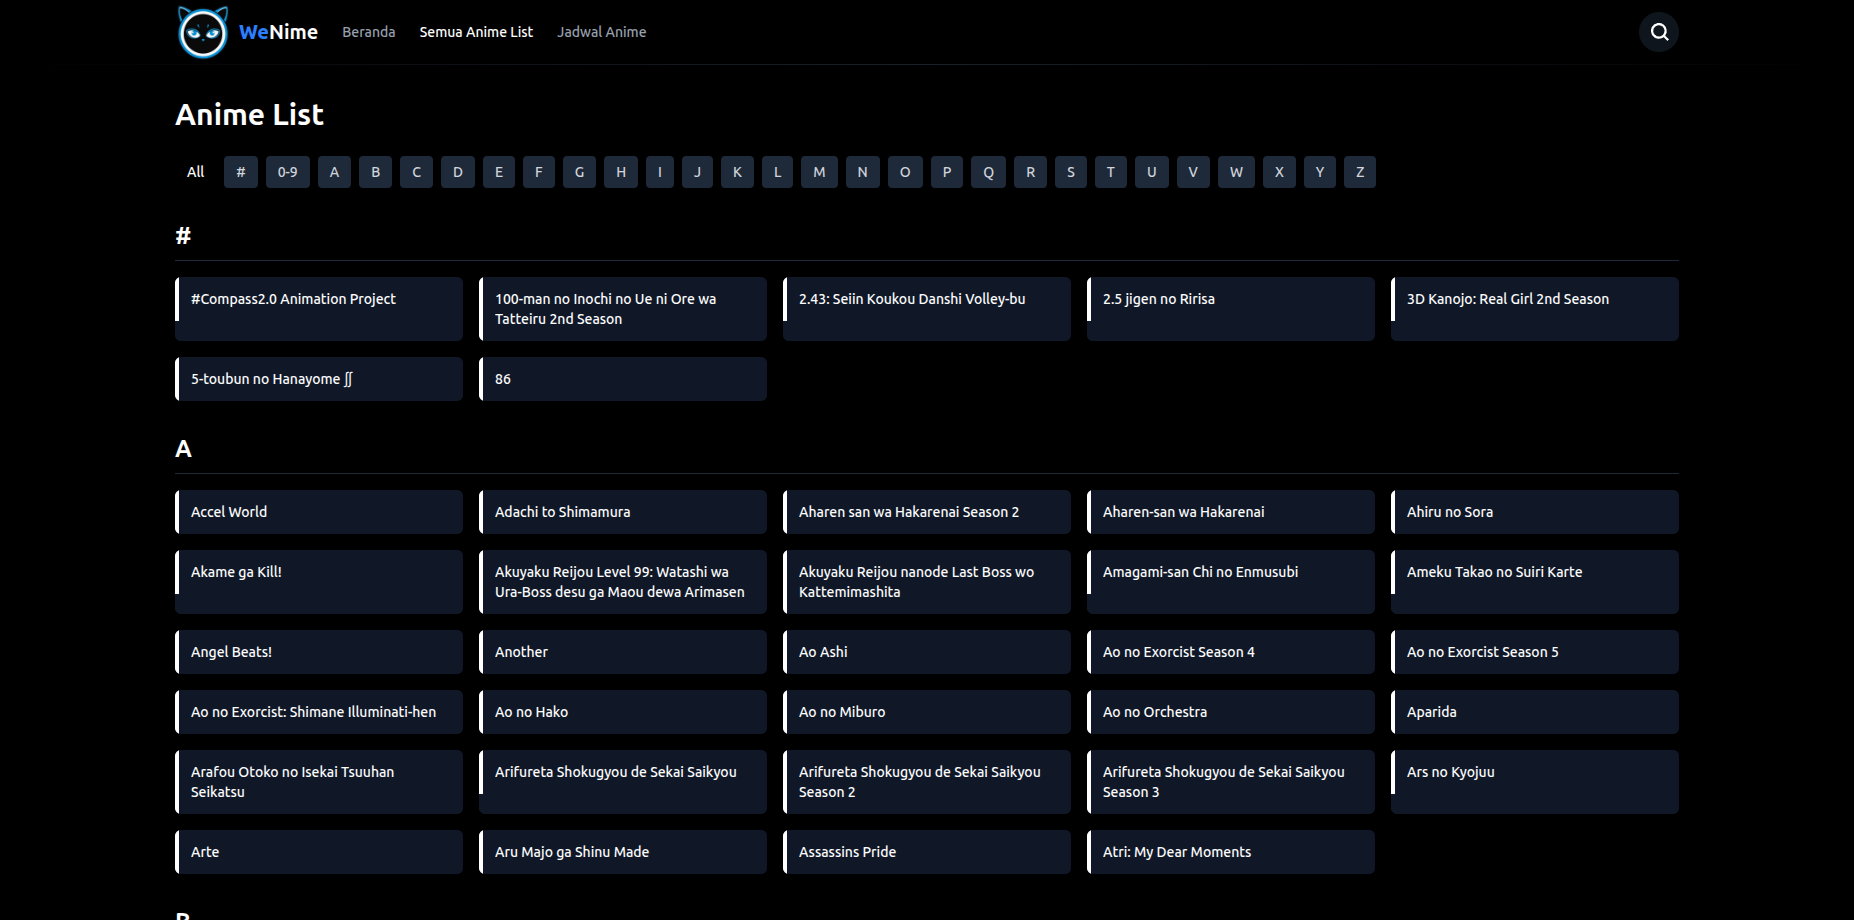 WeNime Beranda Semua Anime List Jadwal Anime
Anime List
All # 0-9 A B C D E F G H I J K L M N O P Q R S T U V W X Y Z
#
#Compass2.0 Animation Project
100-man no Inochi no Ue ni Ore wa
Tatteiru 2nd Season
2.43: Seiin Koukou Danshi Volley-bu
2.5 jigen no Ririsa
3D Kanojo: Real Girl 2nd Season
5-toubun no Hanayome ∬
86
A
Accel World
Adachi to Shimamura
Aharen san wa Hakarenai Season 2
Aharen-san wa Hakarenai
Ahiru no Sora
Akame ga Kill!
Akuyaku Reijou Level 99: Watashi wa
Ura-Boss desu ga Maou dewa Arimasen
Akuyaku Reijou nanode Last Boss wo
Kattemimashita
Amagami-san Chi no Enmusubi
Ameku Takao no Suiri Karte
Angel Beats!
Another
Ao Ashi
Ao no Exorcist Season 4
Ao no Exorcist Season 5
Ao no Exorcist: Shimane Illuminati-hen
Ao no Hako
Ao no Miburo
Ao no Orchestra
Aparida
Arafou Otoko no Isekai Tsuuhan
Seikatsu
Arifureta Shokugyou de Sekai Saikyou
Arifureta Shokugyou de Sekai Saikyou
Season 2
Arifureta Shokugyou de Sekai Saikyou
Season 3
Ars no Kyojuu
Arte
Aru Majo ga Shinu Made
Assassins Pride
Atri: My Dear Moments